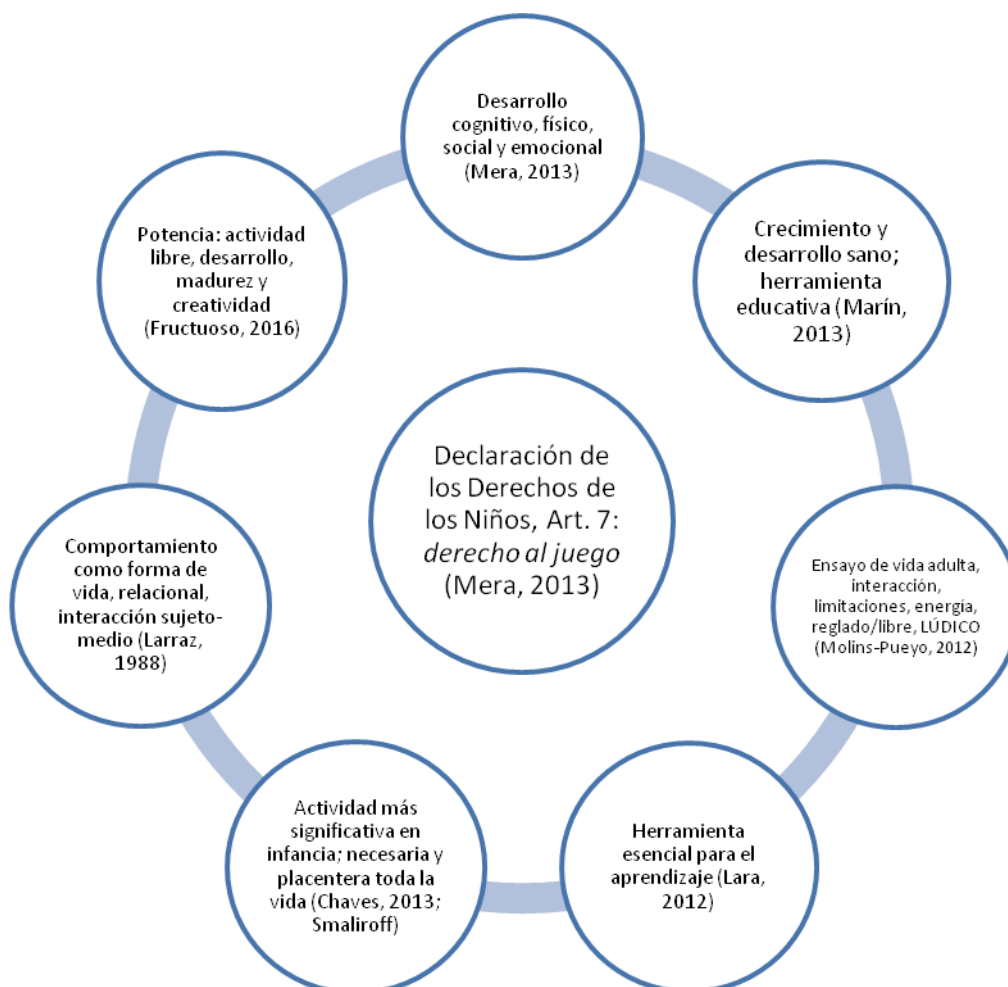 Desarrollo
cognitivo, físico,
social y emocional
(Mera, 2013)
Crecimiento y
desarrollo sano;
herramienta
educativa (Marín,
2013)
Ensayo de vida adulta,
interacción,
limitaciones, energía,
reglado/libre, LÚDICO
(Molins-Pueyo, 2012)
Herramienta
esencial para el
aprendizaje (Lara,
2012)
Actividad más
significativa en
infancia; necesaria y
placentera toda la
vida (Chaves, 2013;
Smaliroff)
Comportamiento
como forma de
vida, relacional,
interacción sujeto-
medio (Larraz,
1988)
Potencia: actividad
libre, desarrollo,
madurez y
creatividad
(Fructuoso, 2016)
Declaración de
los Derechos de
los Niños, Art. 7:
derecho al juego
(Mera, 2013)